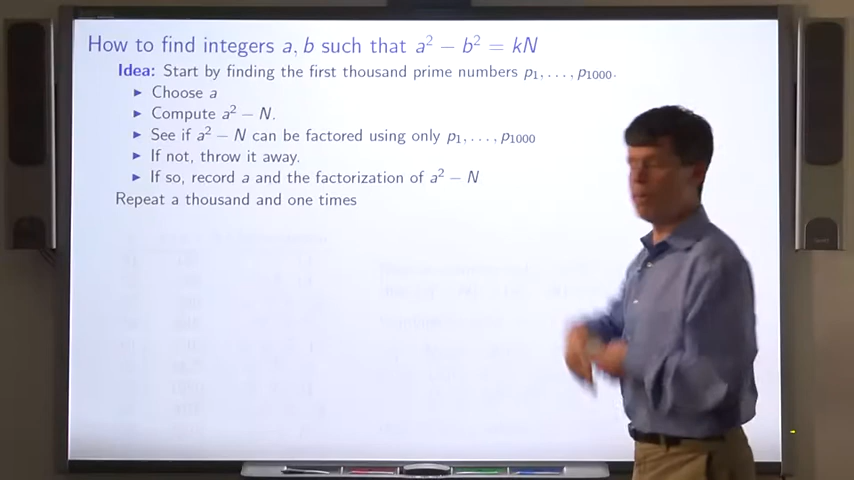 How to find integers a, b such that a² − b² = kN
Idea: Start by finding the first thousand prime numbers p₁, . . . , p₁₀₀₀.
▶ Choose a
▶ Compute a² − N.
▶ See if a² − N can be factored using only p₁, . . . , p₁₀₀₀
▶ If not, throw it away.
▶ If so, record a and the factorization of a² − N
Repeat a thousand and one times